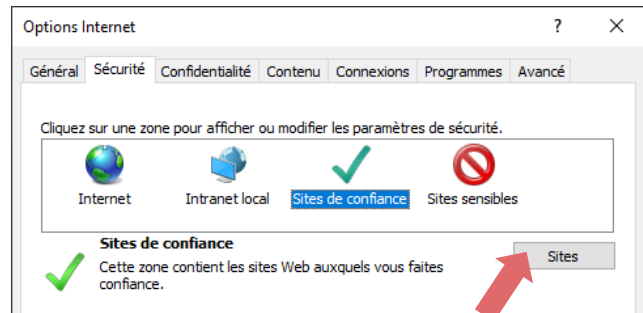 Options Internet ?
Général Sécurité Confidentialité Contenu Connexions Programmes Avancé
Cliquez sur une zone pour afficher ou modifier les paramètres de sécurité.
Internet Intranet local Sites de confiance Sites sensibles
Sites de confiance
Sites
Cette zone contient les sites Web auxquels vous faites
confiance.